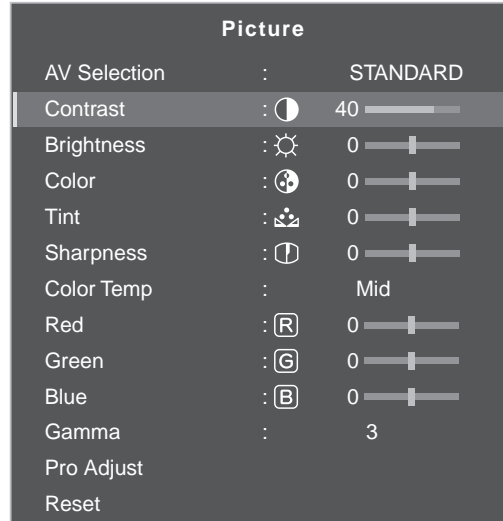 Picture
AV Selection : STANDARD
Contrast : 40
Brightness : 0
Color : 0
Tint : 0
Sharpness : 0
Color Temp : Mid
Red : R 0
Green : G 0
Blue : B 0
Gamma : 3
Pro Adjust
Reset